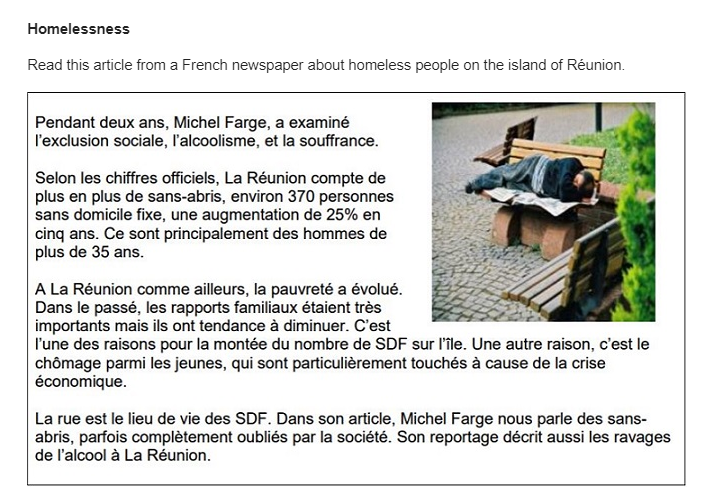 Homelessness
Read this article from a French newspaper about homeless people on the island of Réunion.
Pendant deux ans, Michel Farge, a examiné
l'exclusion sociale, l'alcoolisme, et la souffrance.
Selon les chiffres officiels, La Réunion compte de
plus en plus de sans-abris, environ 370 personnes
sans domicile fixe, une augmentation de 25% en
cinq ans. Ce sont principalement des hommes de
plus de 35 ans.
A La Réunion comme ailleurs, la pauvreté a évolué.
Dans le passé, les rapports familiaux étaient très
importants mais ils ont tendance à diminuer. C'est
l'une des raisons pour la montée du nombre de SDF sur l'île. Une autre raison, c'est le
chômage parmi les jeunes, qui sont particulièrement touchés à cause de la crise
économique.
La rue est le lieu de vie des SDF. Dans son article, Michel Farge nous parle des sans-
abris, parfois complètement oubliés par la société. Son reportage décrit aussi les ravages
de l'alcool à La Réunion.